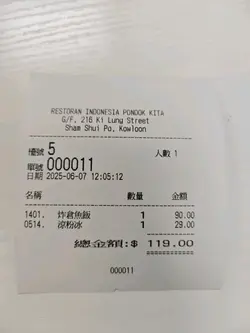 RESTORAN INDONESIA PONDOK KITA
G/F, 216 Ki Lung Street
Sham Shui Po, Kowloon
檯號 5 人數 1
單號 000011
日期 2025-06-07 12:05:12
名稱 數量 金額
1401. 炸倉魚飯 1 90.00
0514. 涼粉冰 1 29.00
總金額:$ 119.00
000011